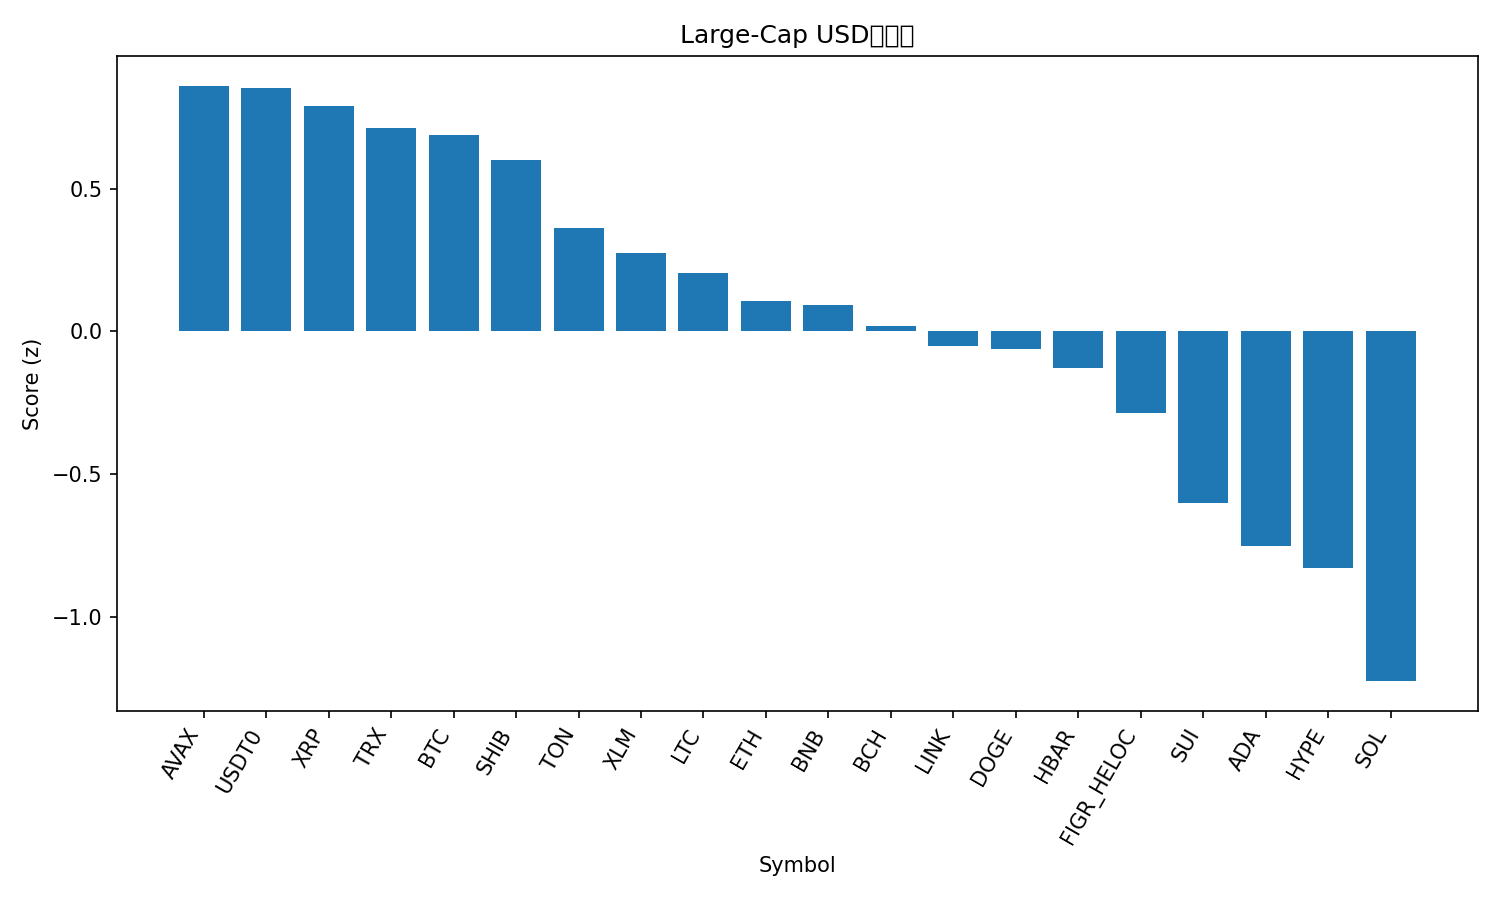 Large-Cap USD
0.5
0.0
−0.5
−1.0
Score (z)
AVAX
USDT0
XRP
TRX
BTC
SHIB
TON
XLM
LTC
ETH
BNB
BCH
LINK
DOGE
HBAR
FIGR_HELOC
SUI
ADA
HYPE
SOL
Symbol